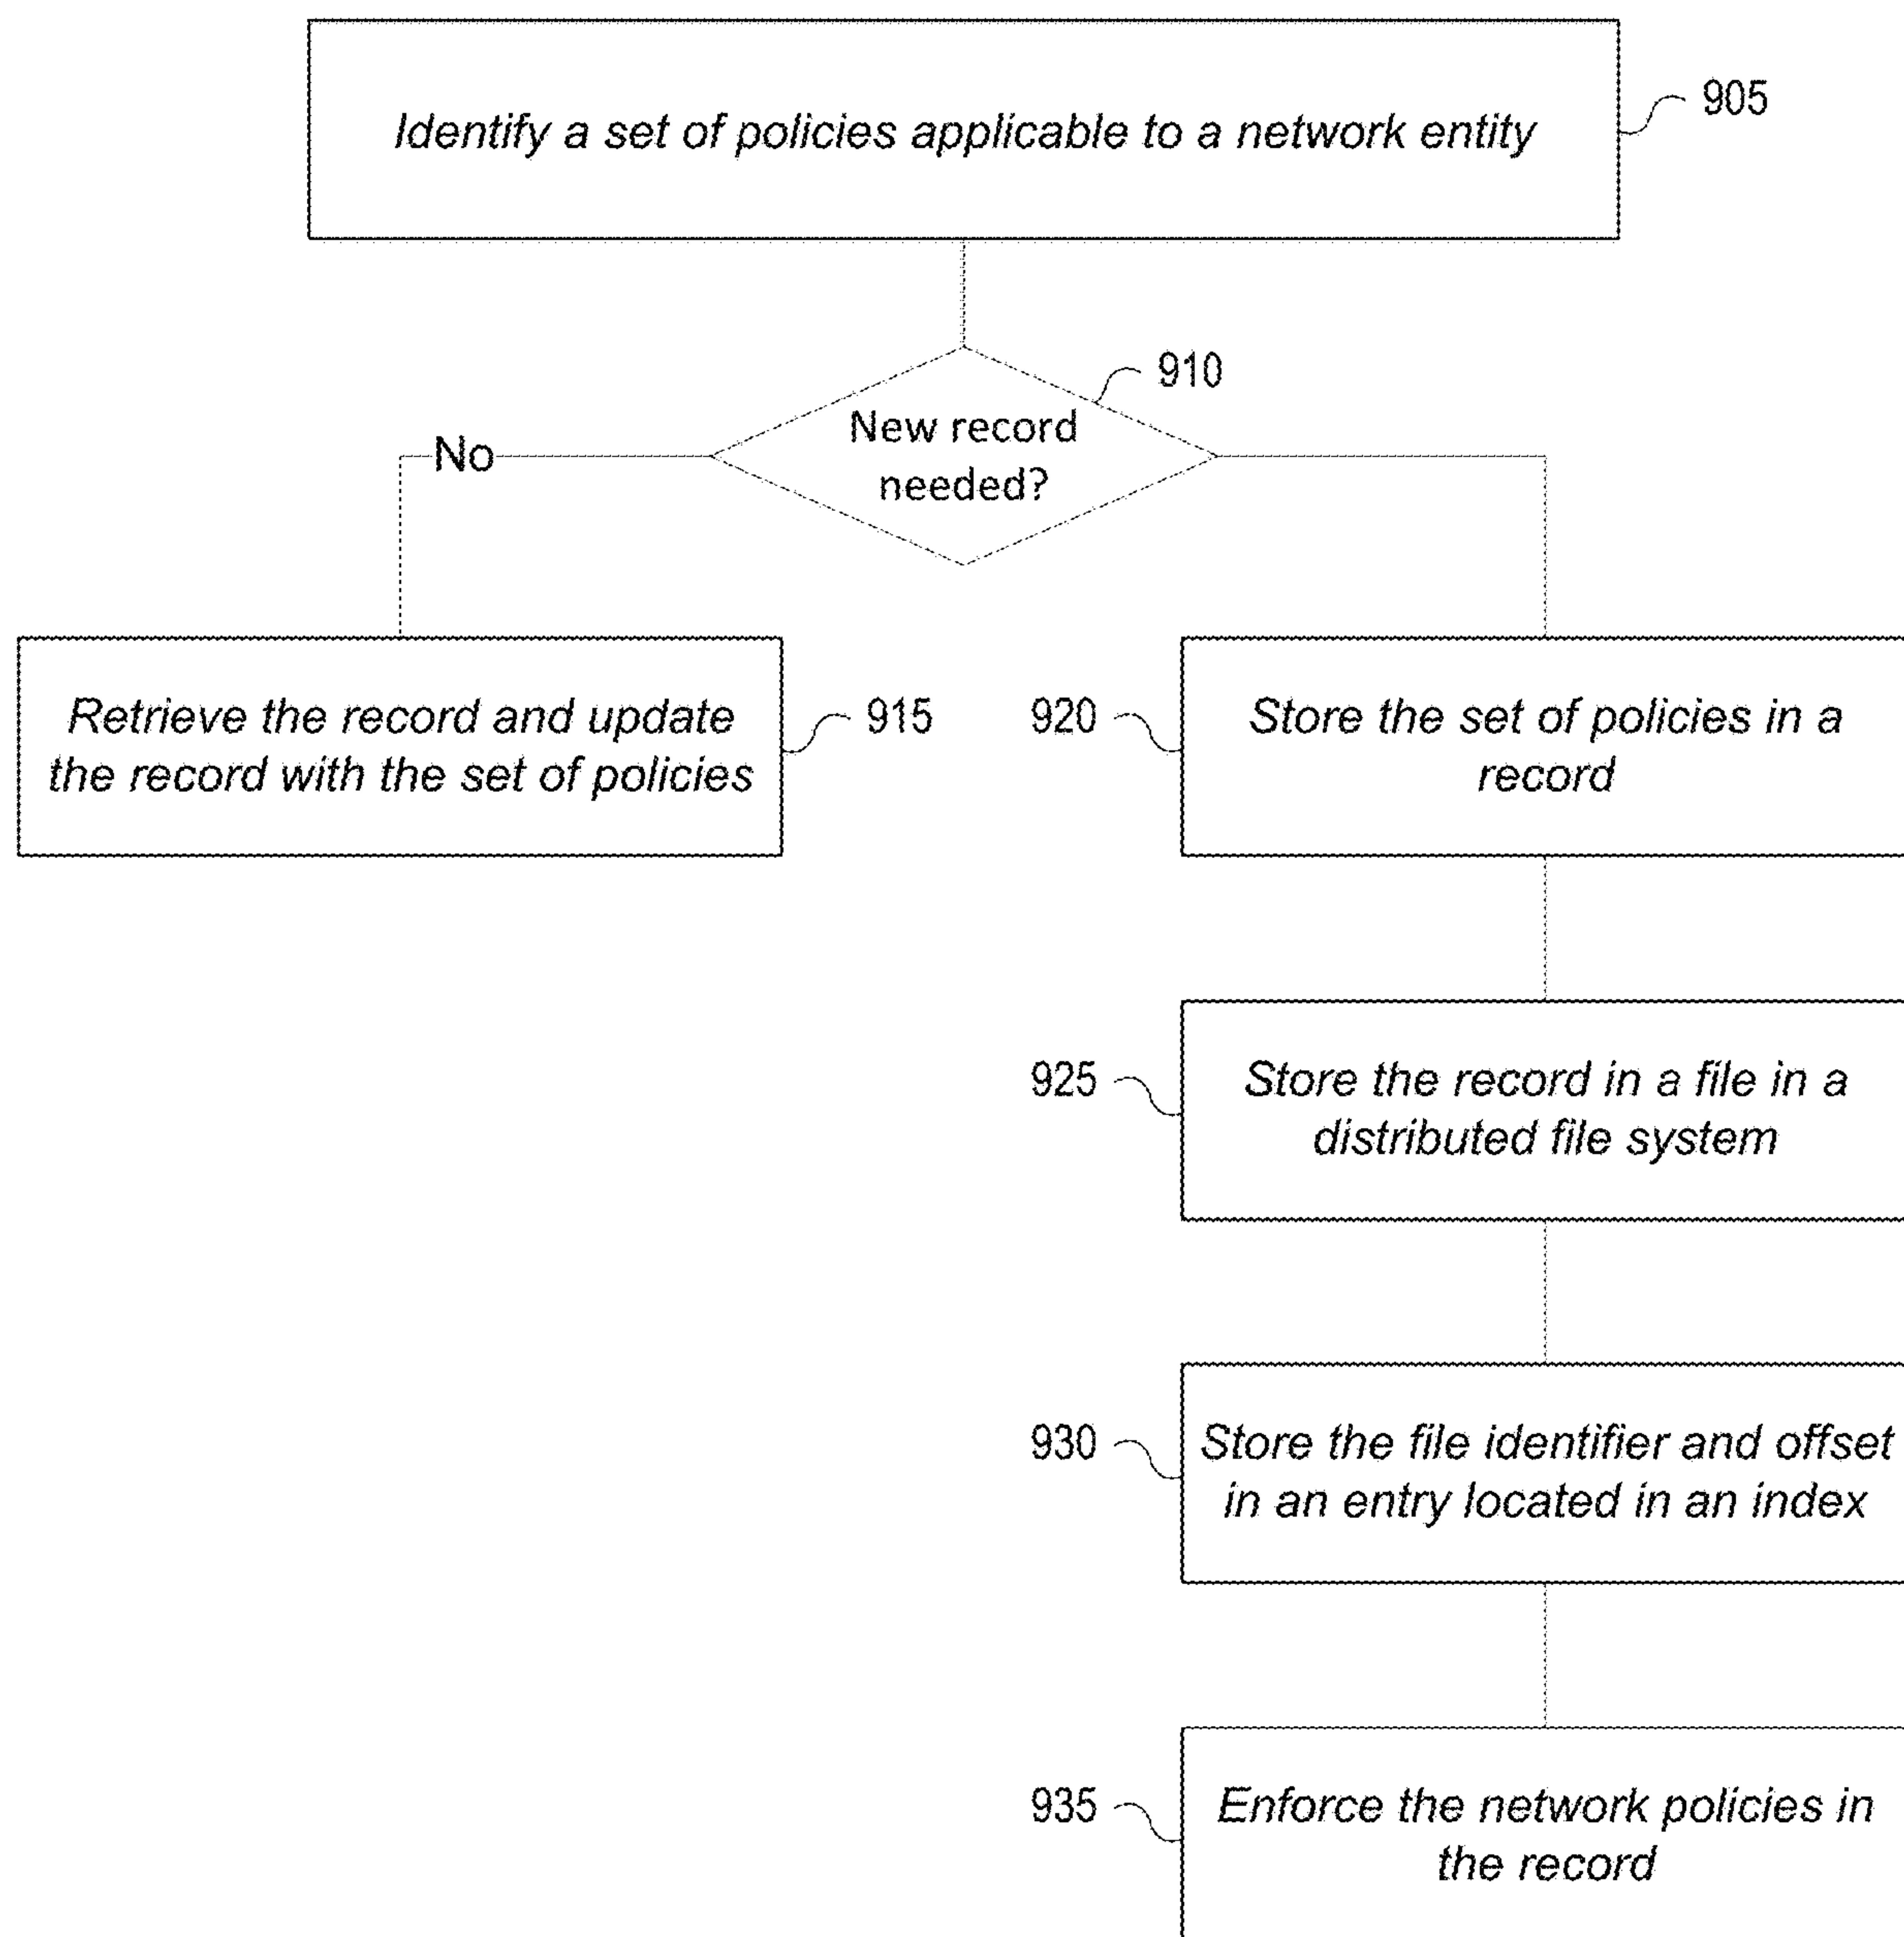 Identify a set of policies applicable to a network entity
905
910
New record
needed?
No
Retrieve the record and update
the record with the set of policies
915
920
Store the set of policies in a
record
925
Store the record in a file in a
distributed file system
930
Store the file identifier and offset
in an entry located in an index
935
Enforce the network policies in
the record